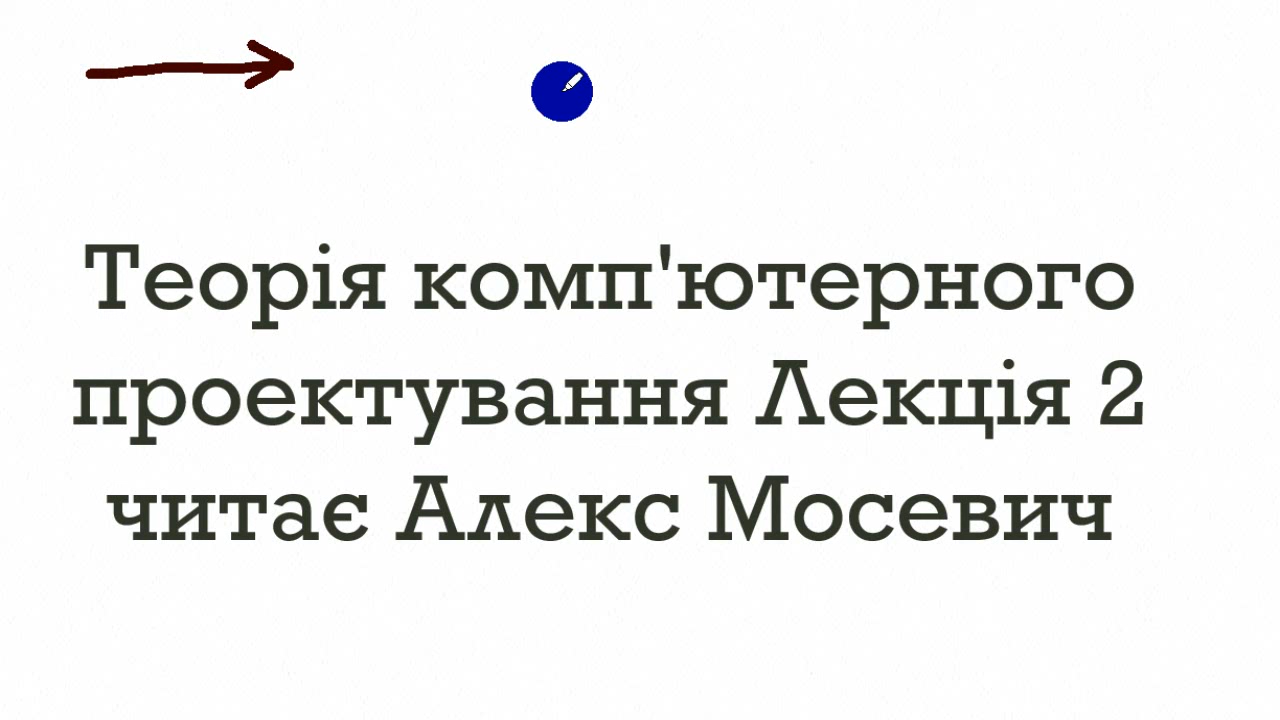 Теорія комп'ютерного
проектування Лекція 2
читає Алекс Мосевич